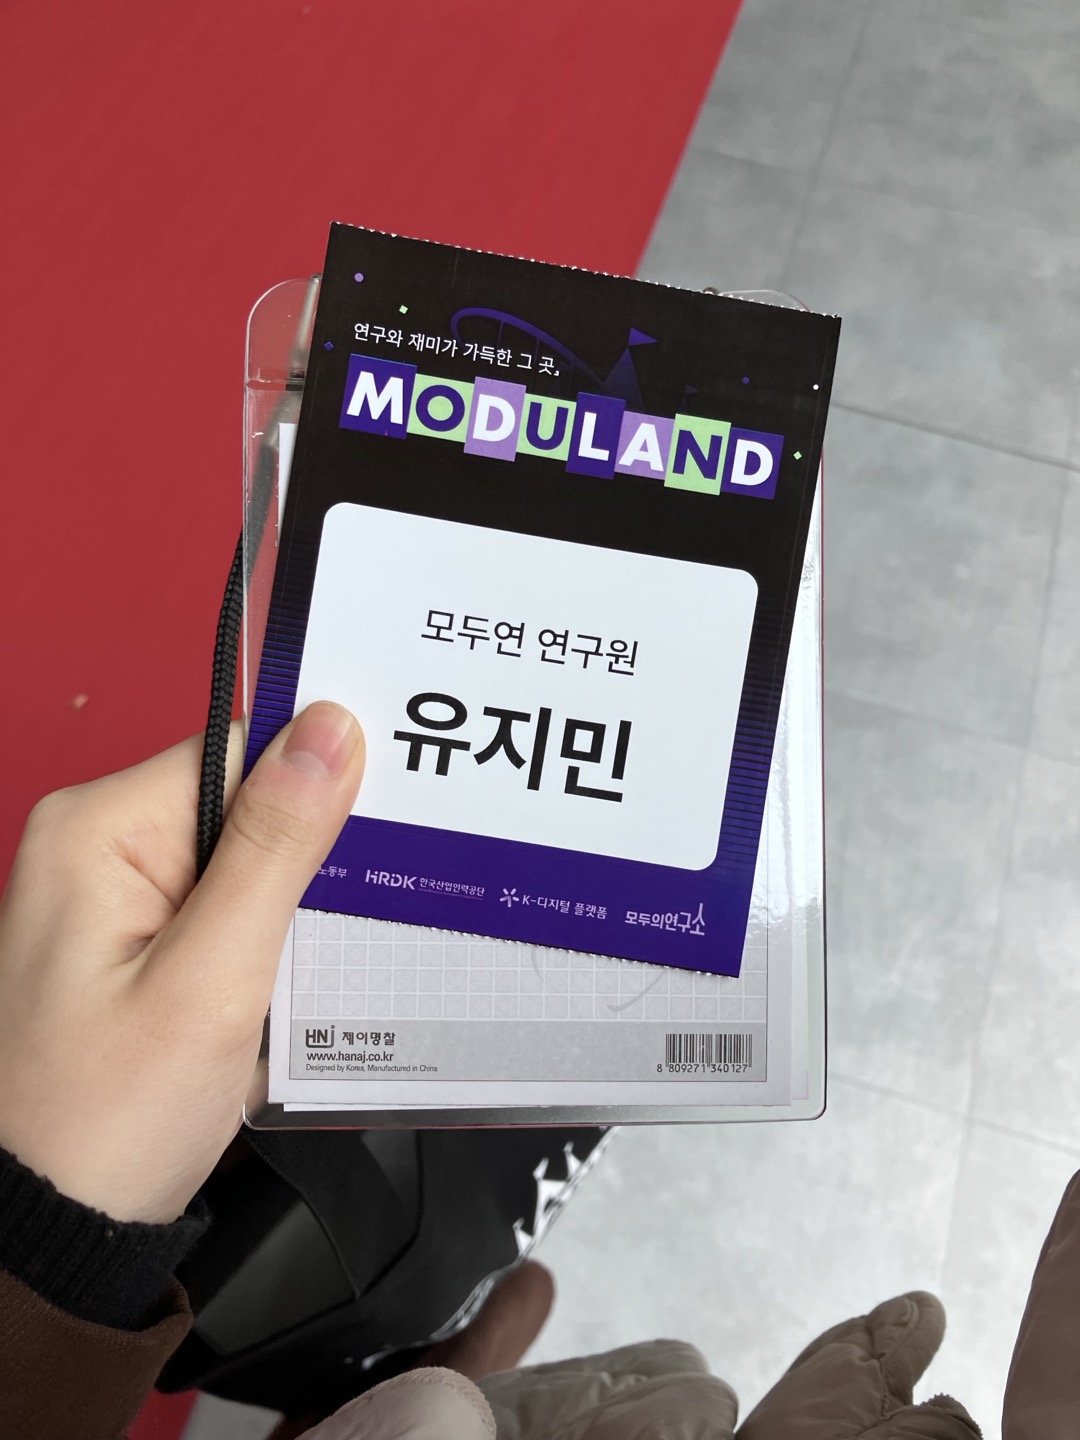 연구와 재미가 가득한 그 곳,
MODULAND
모두연 연구원
유지민
노동부
HRDK 한국산업인력공단
K-디지털 플랫폼
모두의연구소
HNJ 제이명찰
www.hanaj.co.kr
Designed by Korea, Manufactured in China
8 809271 340127